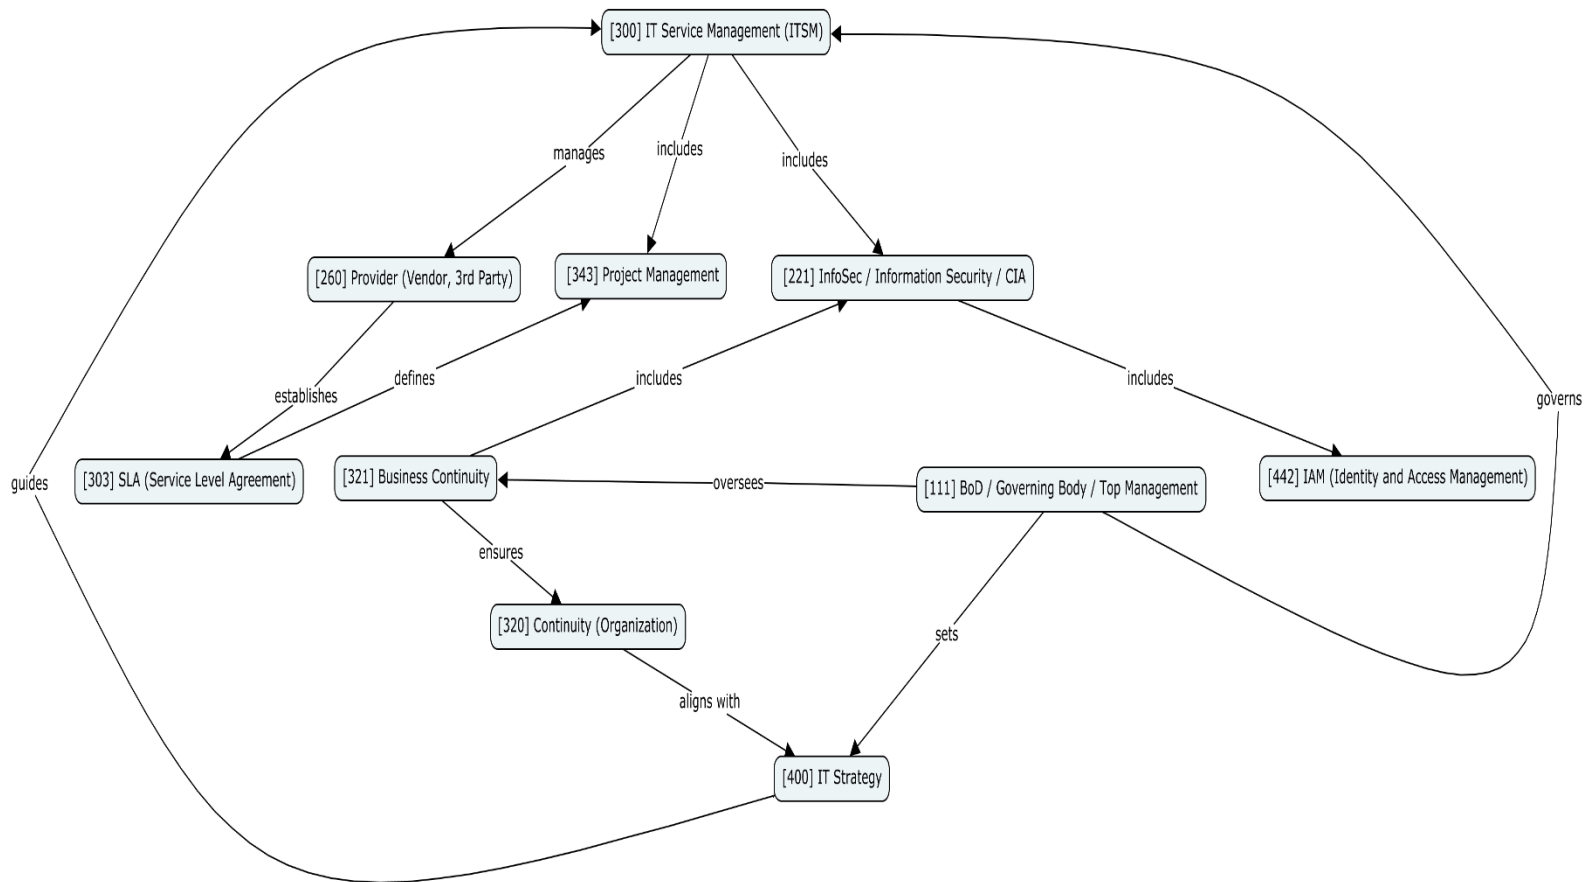 [300] IT Service Management (ITSM)
manages
includes
includes
[260] Provider (Vendor, 3rd Party)
[343] Project Management
[221] InfoSec / Information Security / CIA
establishes
defines
includes
includes
governs
guides
[303] SLA (Service Level Agreement)
[321] Business Continuity
oversees
[111] BoD / Governing Body / Top Management
[442] IAM (Identity and Access Management)
ensures
[320] Continuity (Organization)
sets
aligns with
[400] IT Strategy